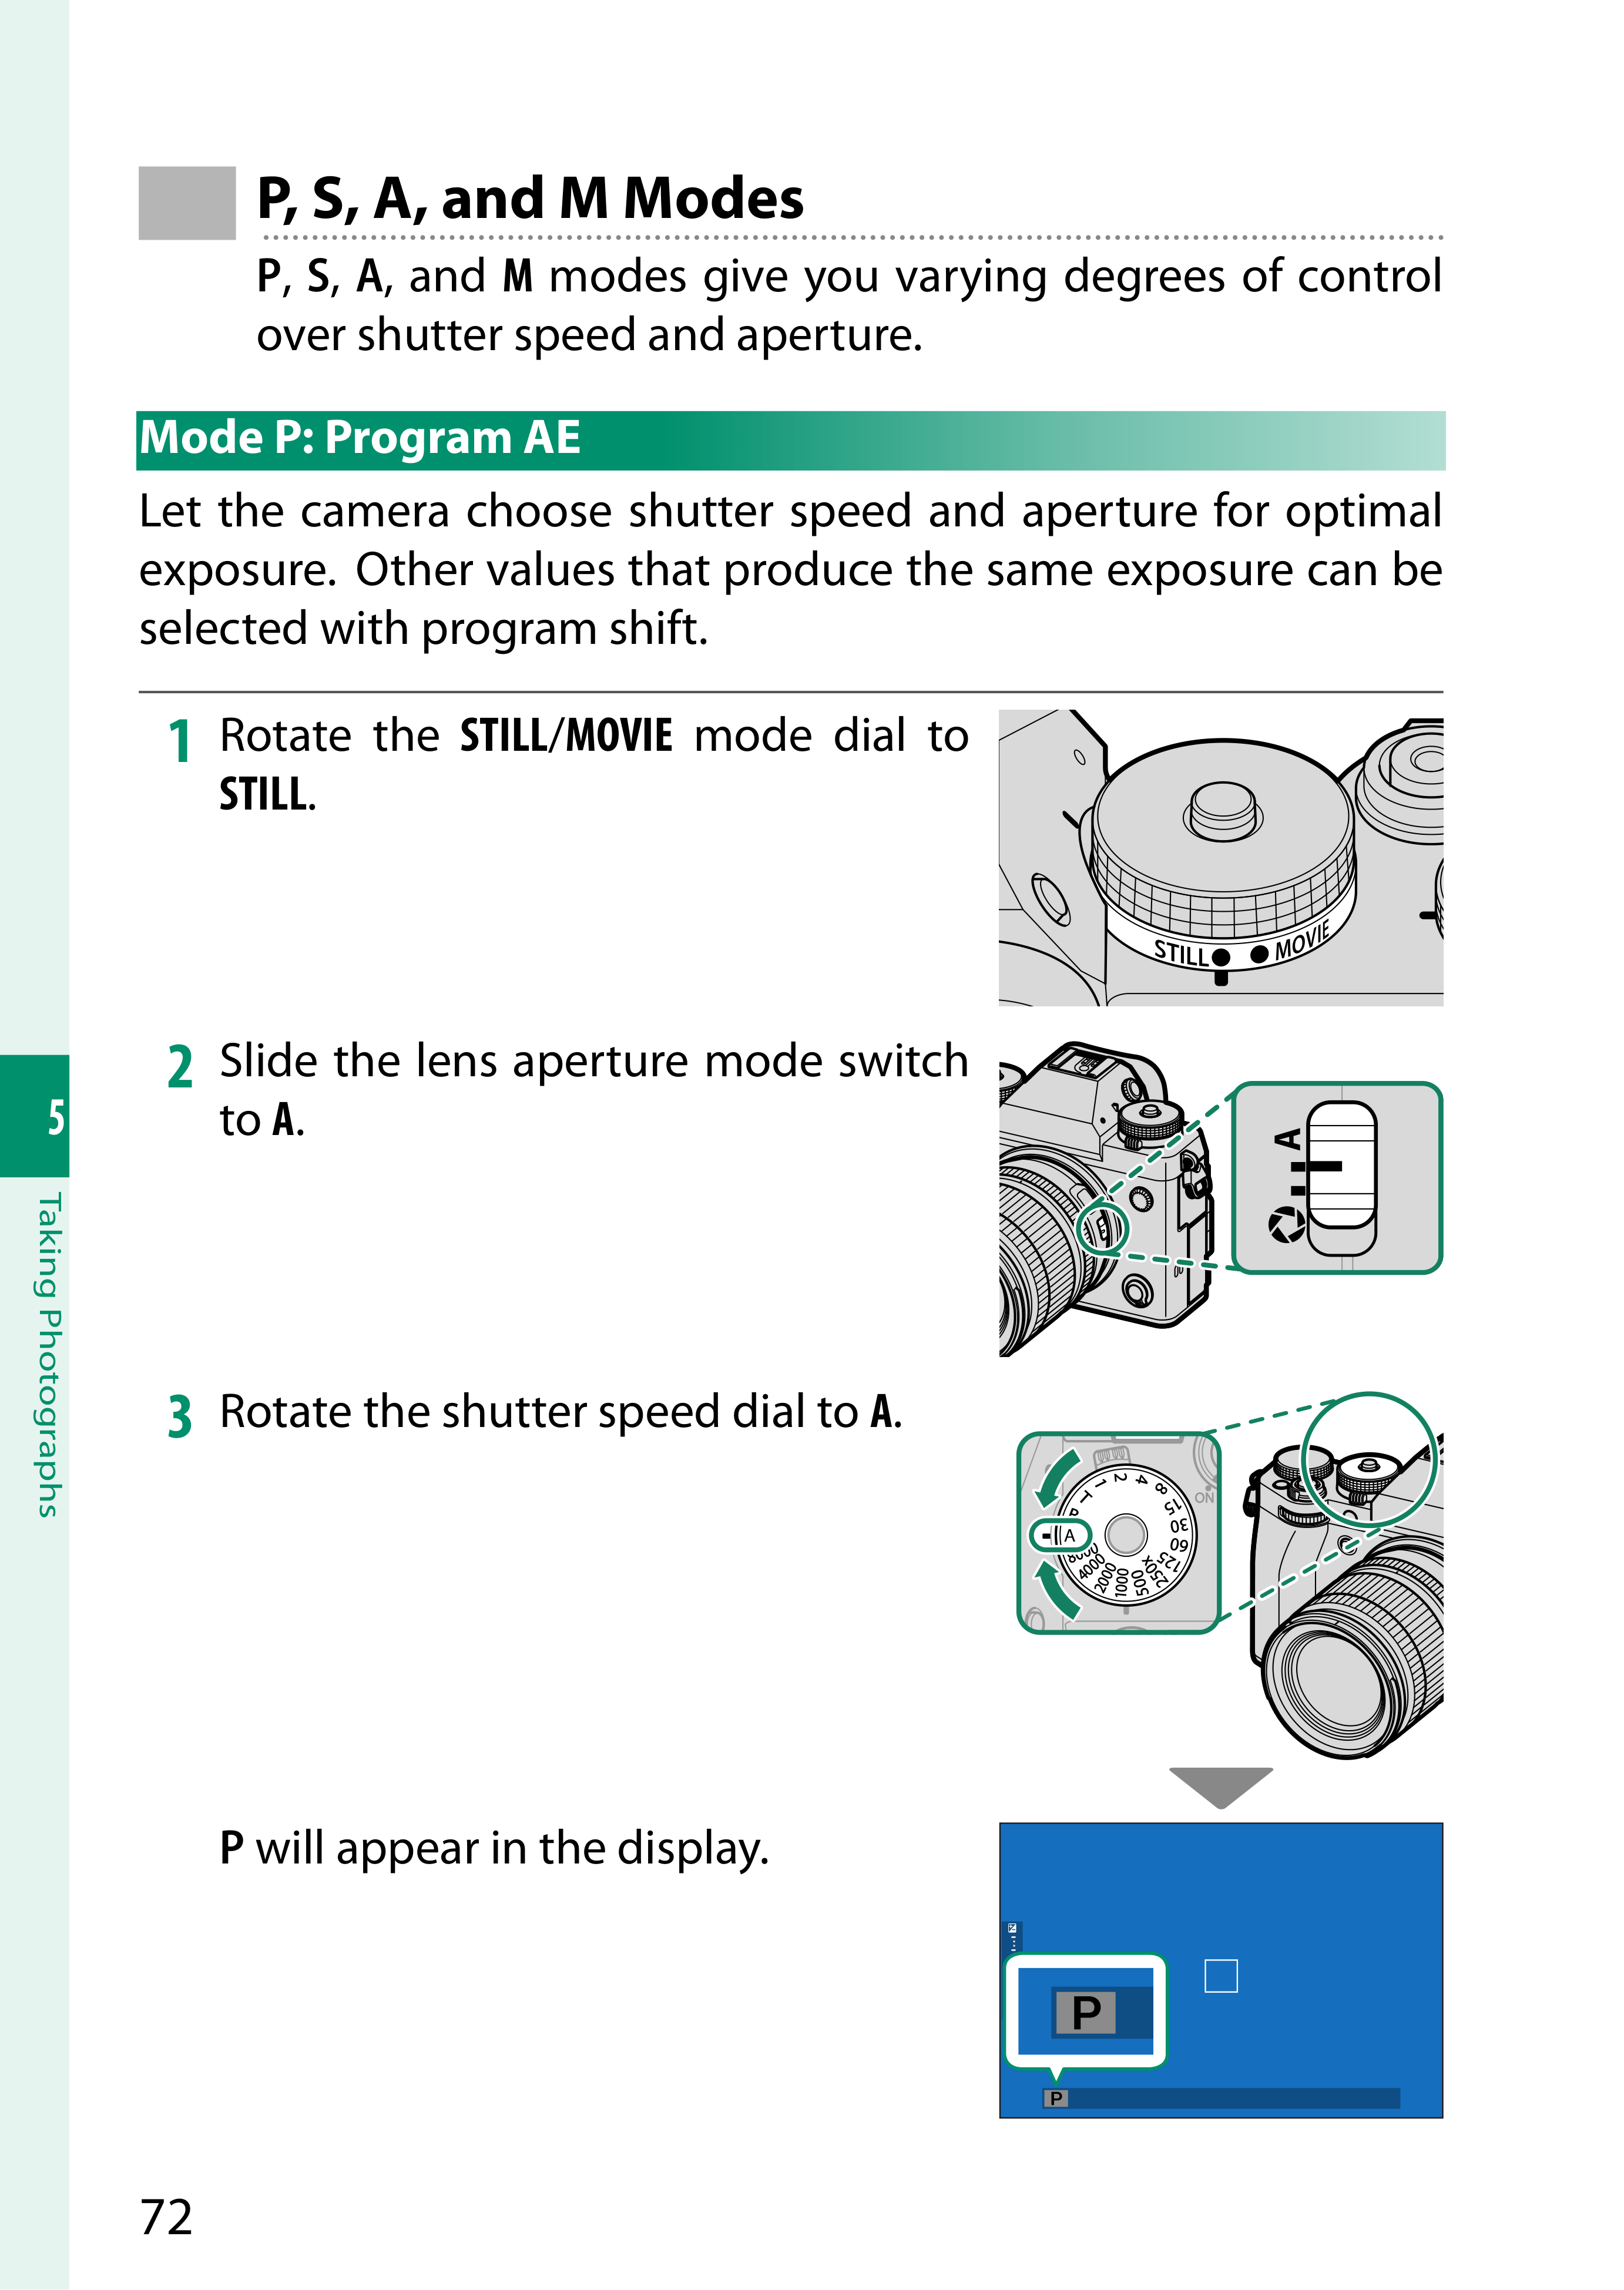 P, S, A, and M Modes
P, S, A, and M modes give you varying degrees of control
over shutter speed and aperture.
Mode P: Program AE
Let the camera choose shutter speed and aperture for optimal
exposure. Other values that produce the same exposure can be
selected with program shift.
1 Rotate the STILL/MOVIE mode dial to
STILL.
STILL
MOVIE
2 Slide the lens aperture mode switch
to A.
A
3 Rotate the shutter speed dial to A.
A
T
1
2
4
8
15
30
60
125
250x
500
1000
2000
4000
8000
ON
P will appear in the display.
P
P
5
Taking Photographs
72